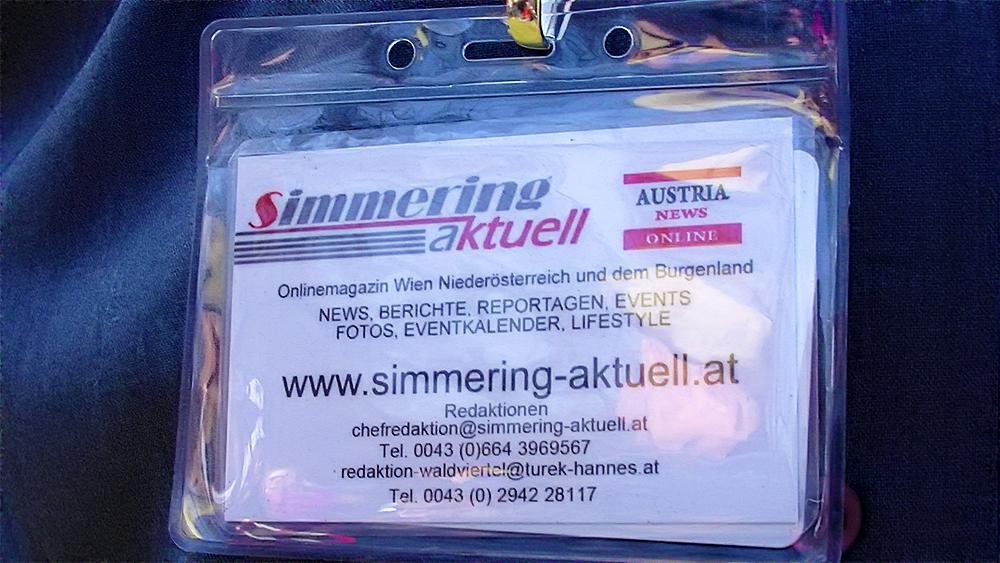 Simmering
aktuell
AUSTRIA
NEWS
ONLINE
Onlinemagazin Wien Niederösterreich und dem Burgenland
NEWS, BERICHTE, REPORTAGEN, EVENTS
FOTOS, EVENTKALENDER, LIFESTYLE
www.simmering-aktuell.at
Redaktionen
chefredaktion@simmering-aktuell.at
Tel. 0043 (0)664 3969567
redaktion-waldviertel@turek-hannes.at
Tel. 0043 (0) 2942 28117